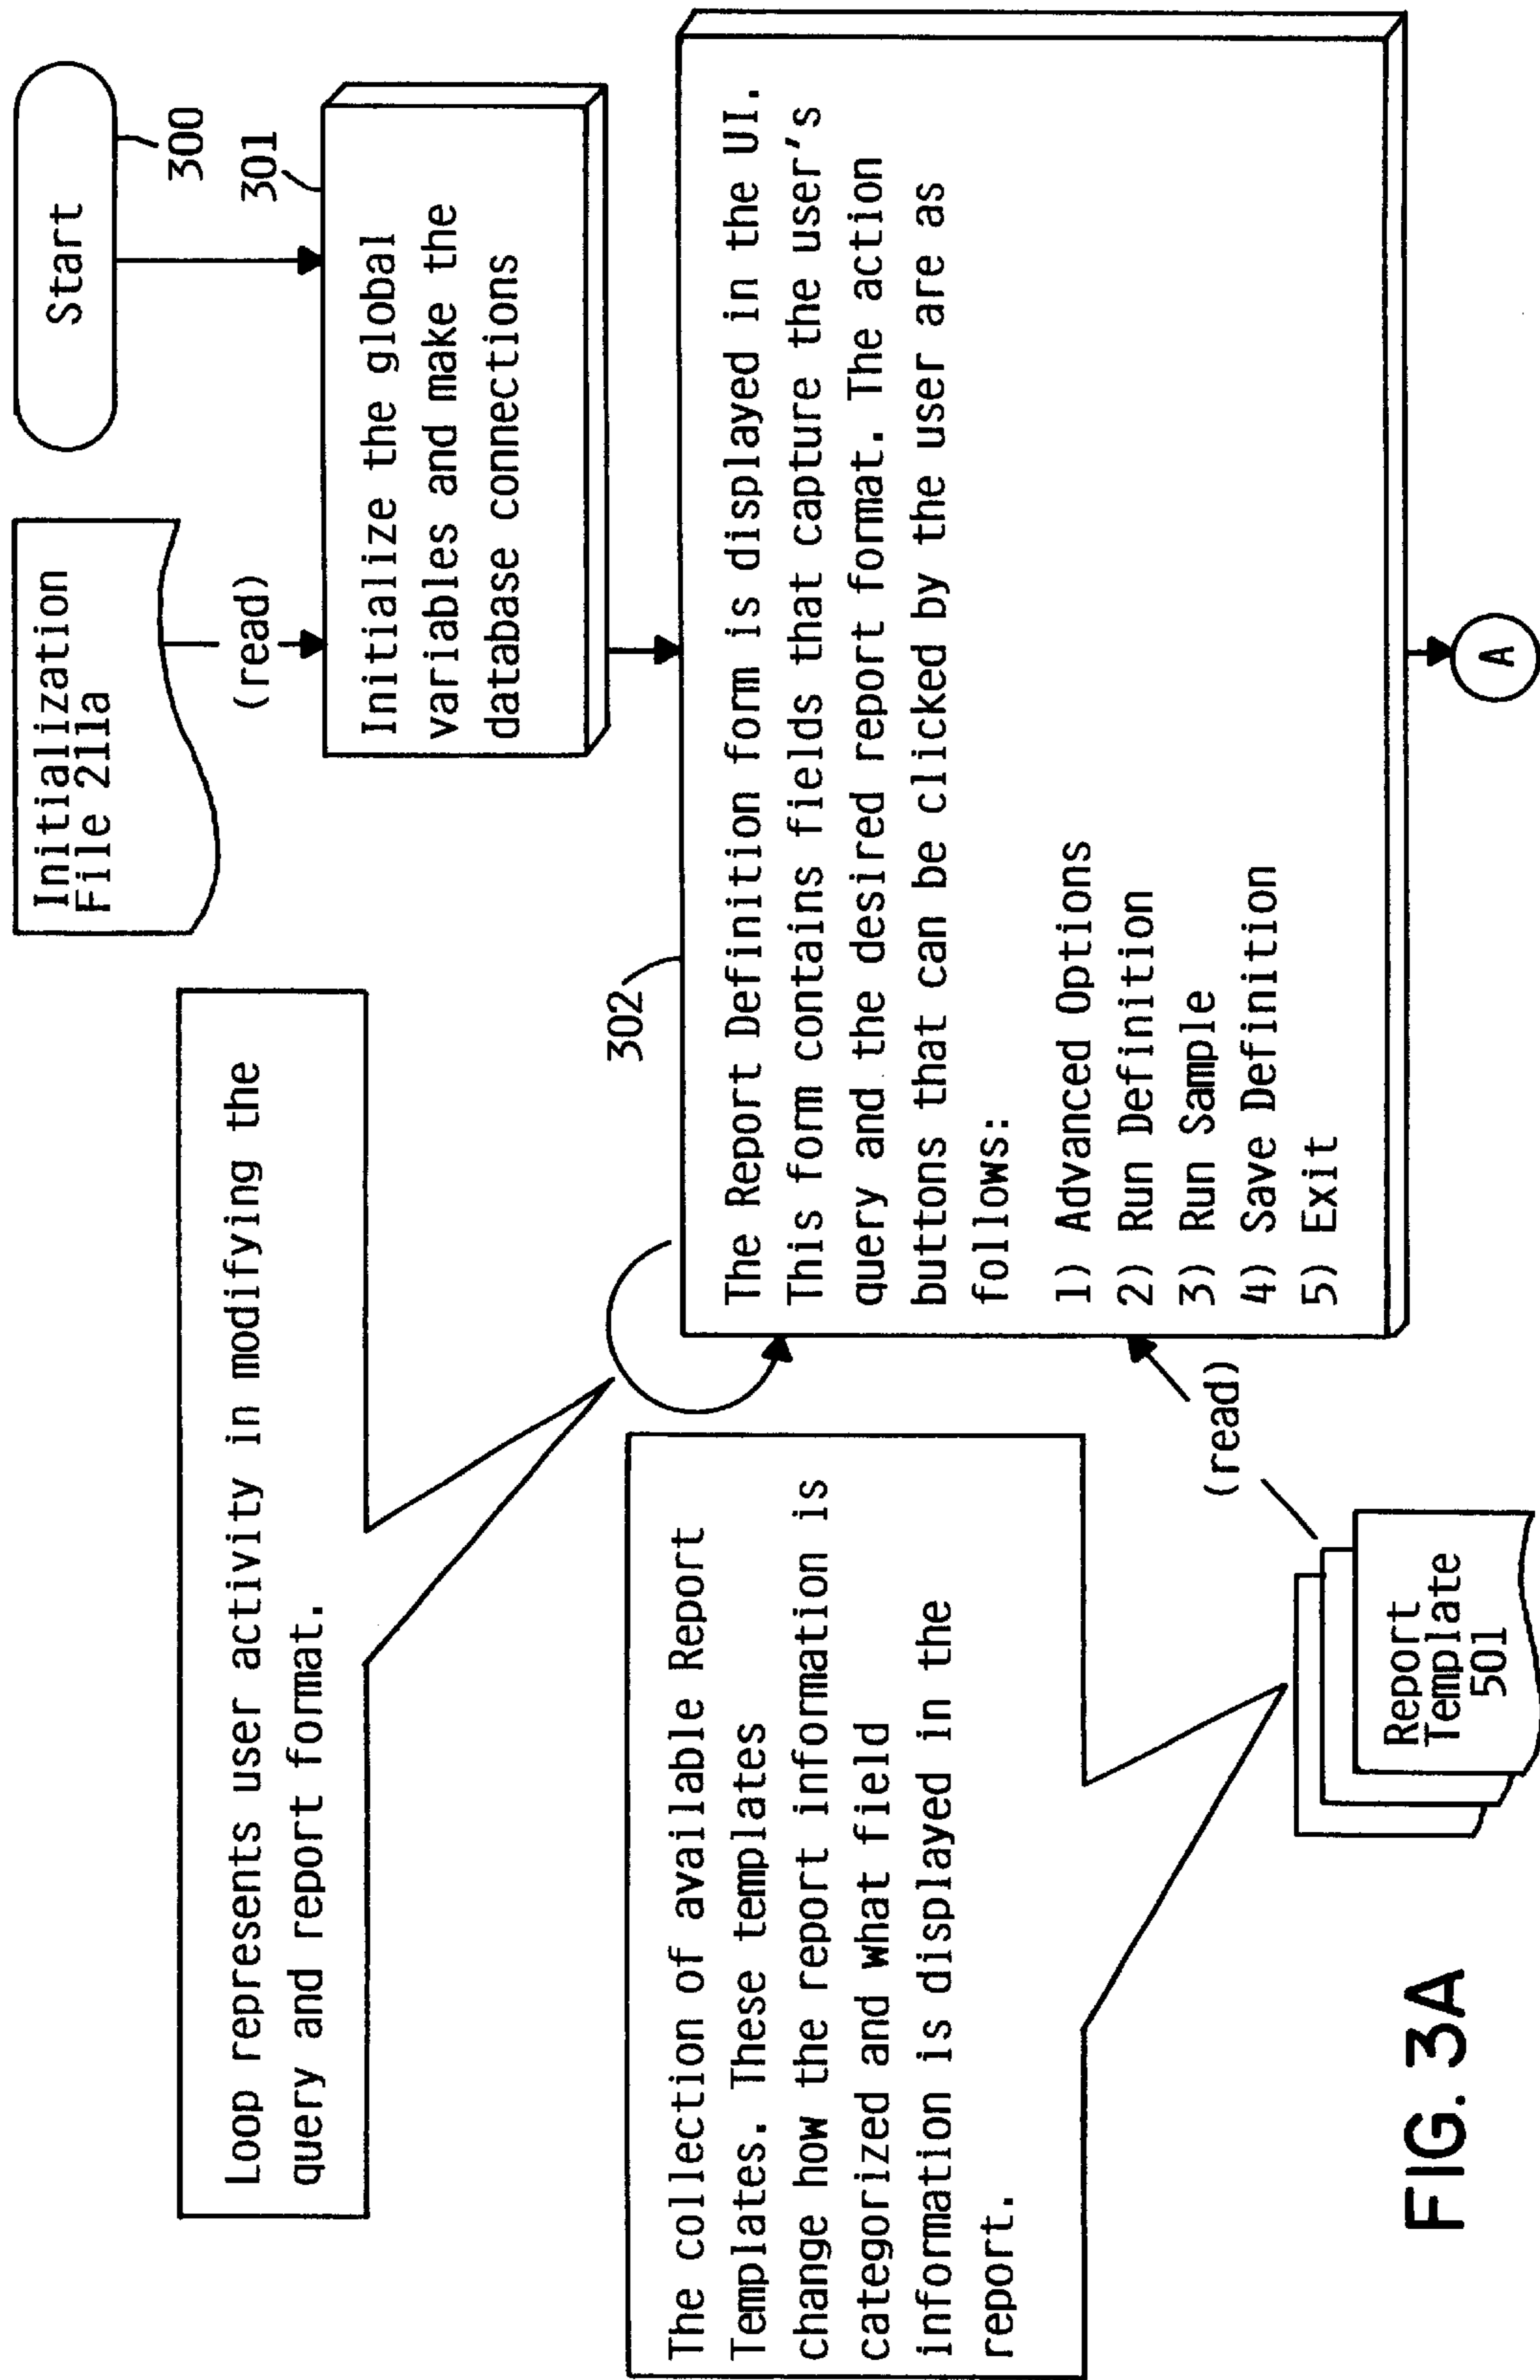 Start
300
Initialization
File 211a
(read)
301
Initialize the global
variables and make the
database connections
Loop represents user activity in modifying the
query and report format.
302
The Report Definition form is displayed in the UI.
This form contains fields that capture the user's
query and the desired report format. The action
buttons that can be clicked by the user are as
follows:
1) Advanced Options
2) Run Definition
3) Run Sample
4) Save Definition
5) Exit
The collection of available Report
Templates. These templates
change how the report information is
categorized and what field
information is displayed in the
report.
(read)
Report
Template
501
A
FIG. 3A